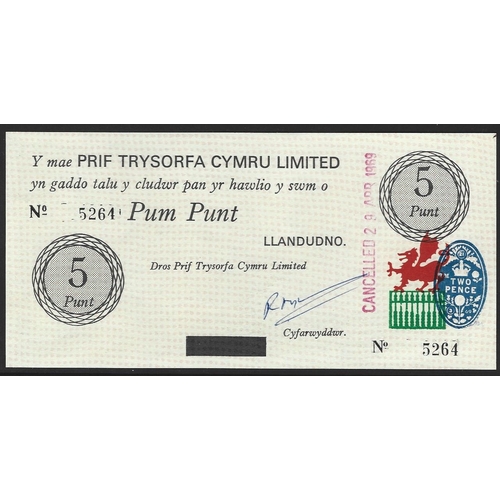 Y mae PRIF TRYSORFA CYMRU LIMITED
yn gaddo talu y cludwr pan yr hawlio y swm o
Nº 5264 Pum Punt
LLANDUDNO.
Dros Prif Trysorfa Cymru Limited
Cyfarwyddwr.
5
Punt
5
Punt
CANCELLED 29 APR 1969
TWO
PENCE
Nº 5264